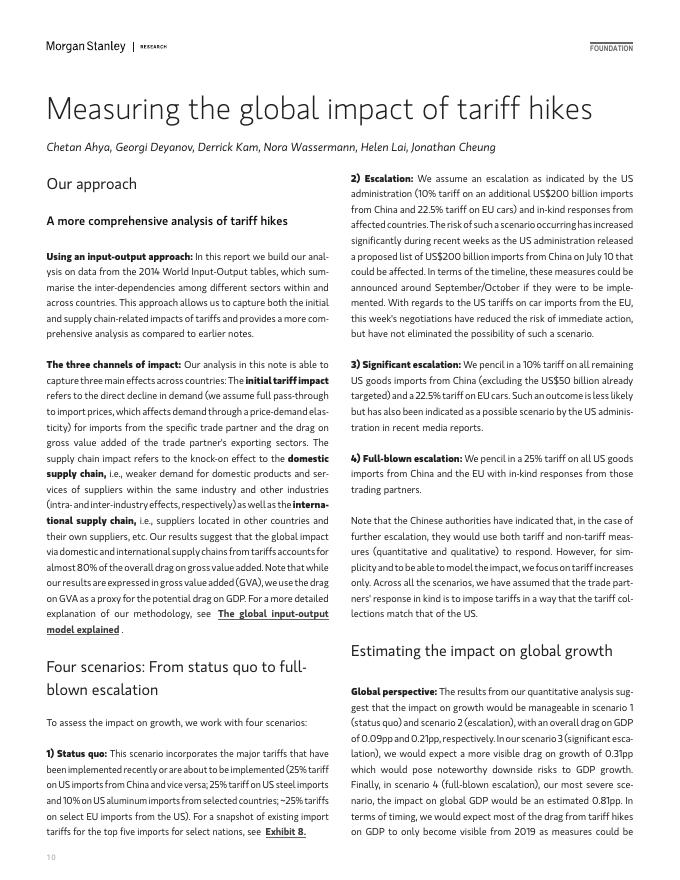 Morgan Stanley | RESEARCH
FOUNDATION
Measuring the global impact of tariff hikes
Chetan Ahya, Georgi Deyanov, Derrick Kam, Nora Wassermann, Helen Lai, Jonathan Cheung
Our approach
A more comprehensive analysis of tariff hikes
Using an input-output approach: In this report we build our anal-
ysis on data from the 2014 World Input-Output tables, which sum-
marise the inter-dependencies among different sectors within and
across countries. This approach allows us to capture both the initial
and supply chain-related impacts of tariffs and provides a more com-
prehensive analysis as compared to earlier notes.
The three channels of impact: Our analysis in this note is able to
capture three main effects across countries: The initial tariff impact
refers to the direct decline in demand (we assume full pass-through
to import prices, which affects demand through a price-demand elas-
ticity) for imports from the specific trade partner and the drag on
gross value added of the trade partner's exporting sectors. The
supply chain impact refers to the knock-on effect to the domestic
supply chain, i.e., weaker demand for domestic products and ser-
vices of suppliers within the same industry and other industries
(intra- and inter-industry effects, respectively) as well as the interna-
tional supply chain, i.e., suppliers located in other countries and
their own suppliers, etc. Our results suggest that the global impact
via domestic and international supply chains from tariffs accounts for
almost 80% of the overall drag on gross value added. Note that while
our results are expressed in gross value added (GVA), we use the drag
on GVA as a proxy for the potential drag on GDP. For a more detailed
explanation of our methodology, see The global input-output
model explained .
Four scenarios: From status quo to full-
blown escalation
To assess the impact on growth, we work with four scenarios:
1) Status quo: This scenario incorporates the major tariffs that have
been implemented recently or are about to be implemented (25% tariff
on US imports from China and vice versa; 25% tariff on US steel imports
and 10% on US aluminum imports from selected countries; ~25% tariffs
on select EU imports from the US). For a snapshot of existing import
tariffs for the top five imports for select nations, see Exhibit 8.
2) Escalation: We assume an escalation as indicated by the US
administration (10% tariff on an additional US$200 billion imports
from China and 22.5% tariff on EU cars) and in-kind responses from
affected countries. The risk of such a scenario occurring has increased
significantly during recent weeks as the US administration released
a proposed list of US$200 billion imports from China on July 10 that
could be affected. In terms of the timeline, these measures could be
announced around September/October if they were to be imple-
mented. With regards to the US tariffs on car imports from the EU,
this week's negotiations have reduced the risk of immediate action,
but have not eliminated the possibility of such a scenario.
3) Significant escalation: We pencil in a 10% tariff on all remaining
US goods imports from China (excluding the US$50 billion already
targeted) and a 22.5% tariff on EU cars. Such an outcome is less likely
but has also been indicated as a possible scenario by the US adminis-
tration in recent media reports.
4) Full-blown escalation: We pencil in a 25% tariff on all US goods
imports from China and the EU with in-kind responses from those
trading partners.
Note that the Chinese authorities have indicated that, in the case of
further escalation, they would use both tariff and non-tariff meas-
ures (quantitative and qualitative) to respond. However, for sim-
plicity and to be able to model the impact, we focus on tariff increases
only. Across all the scenarios, we have assumed that the trade part-
ners' response in kind is to impose tariffs in a way that the tariff col-
lections match that of the US.
Estimating the impact on global growth
Global perspective: The results from our quantitative analysis sug-
gest that the impact on growth would be manageable in scenario 1
(status quo) and scenario 2 (escalation), with an overall drag on GDP
of 0.09pp and 0.21pp, respectively. In our scenario 3 (significant esca-
lation), we would expect a more visible drag on growth of 0.31pp
which would pose noteworthy downside risks to GDP growth.
Finally, in scenario 4 (full-blown escalation), our most severe sce-
nario, the impact on global GDP would be an estimated 0.81pp. In
terms of timing, we would expect most of the drag from tariff hikes
on GDP to only become visible from 2019 as measures could be
10